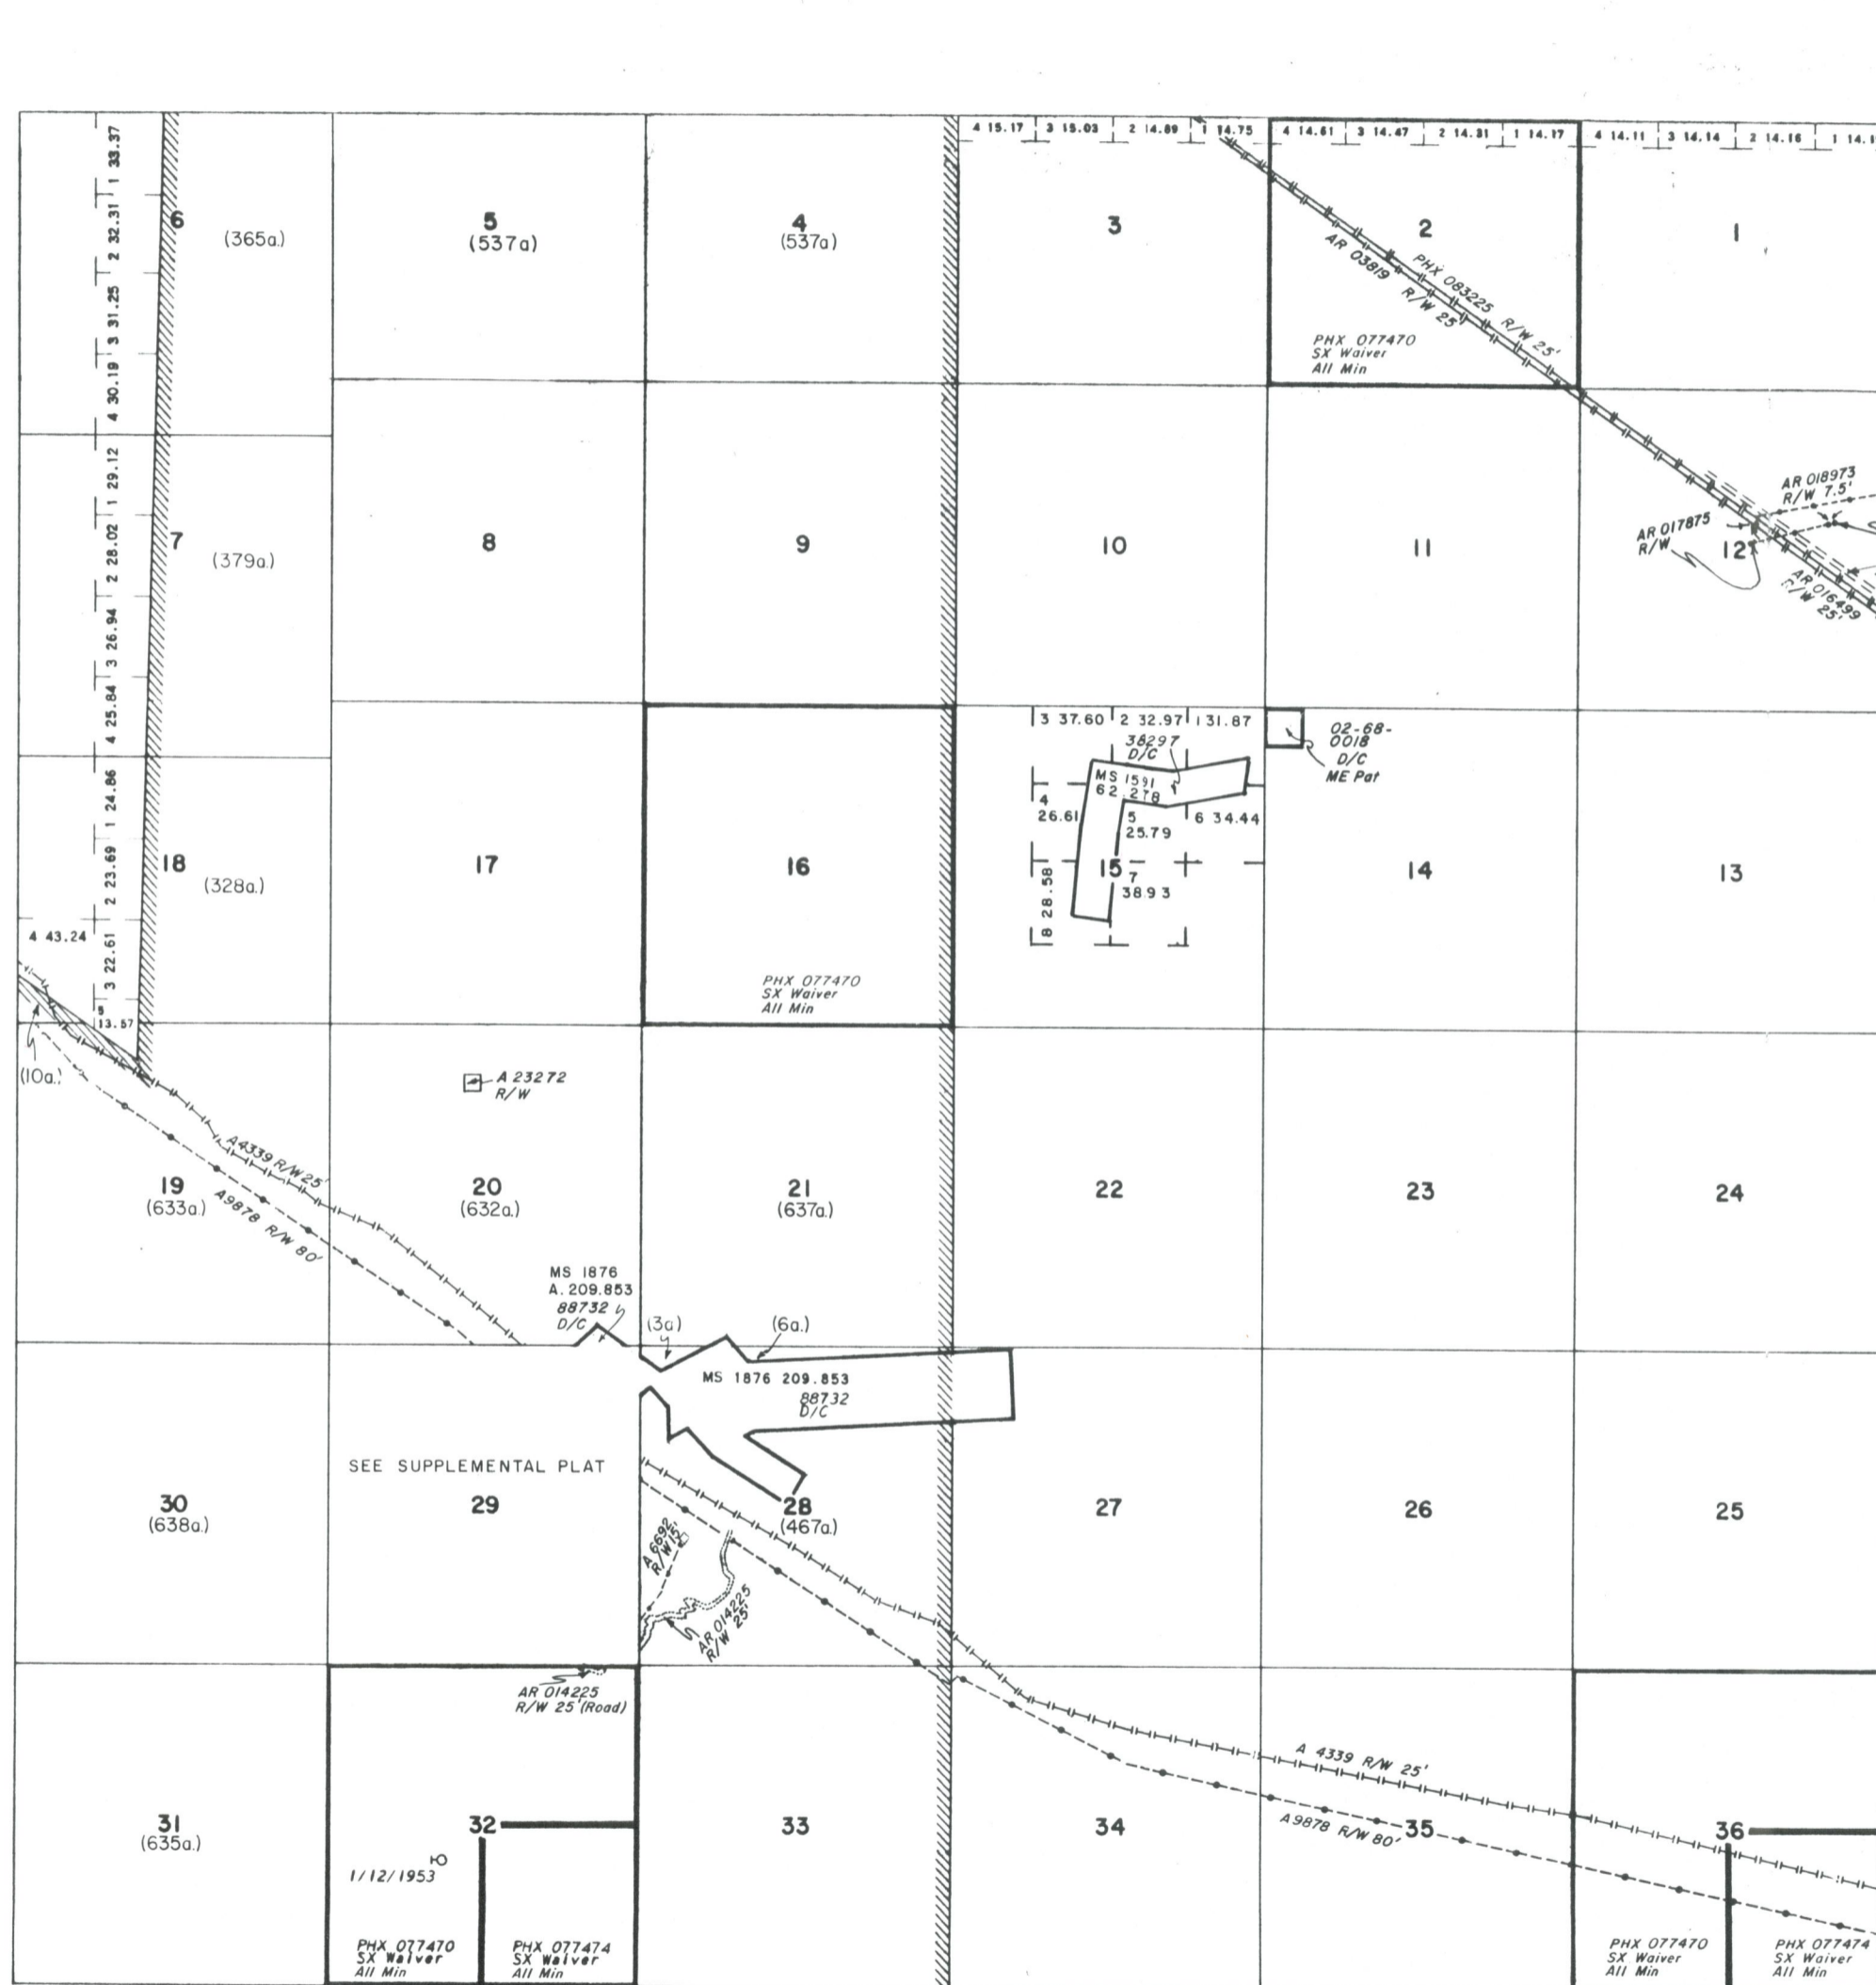 4 15.17 3 15.03 2 14.89 1 14.75 4 14.61 3 14.47 2 14.31 1 14.17 4 14.11 3 14.14 2 14.16
1 33.37
2 32.31
3 31.25
4 30.19
6
(365a.)
5
(537a)
4
(537a)
3
2
1
AR 03819 R/W 25'
PHX 083225 R/W 25'
PHX 077470
SX Waiver
All Min
1 29.12
2 28.02
3 26.94
4 25.84
7
(379a.)
8
9
10
11
12
AR 018973
R/W 7.5'
AR 017875
R/W
AR 016499
R/W 25'
1 24.86
2 23.69
3 22.61
4 43.24
5
13.57
18
(328a.)
17
16
PHX 077470
SX Waiver
All Min
3 37.60 2 32.97 1 31.87
38297
D/C
MS 1591
62.278
4
26.61
5
25.79
6 34.44
15
7
38.93
8 28.58
02-68-
0018
D/C
ME Pat
14
13
(10a.)
A 23272
R/W
A4339 R/W 25'
A9878 R/W 80'
19
(633a.)
20
(632a.)
21
(637a.)
22
23
24
MS 1876
A. 209.853
88732
D/C
(3a)
(6a.)
MS 1876 209.853
88732
D/C
SEE SUPPLEMENTAL PLAT
30
(638a.)
29
28
(467a.)
27
26
25
A 6692
R/W 15'
AR 014225
R/W 25'
AR 014225
R/W 25' (Road)
A 4339 R/W 25'
A9878 R/W 80'
31
(635a.)
32
33
34
35
36
1/12/1953
PHX 077470
SX Waiver
All Min
PHX 077474
SX Waiver
All Min
PHX 077470
SX Waiver
All Min
PHX 077474
SX Waiver
All Min